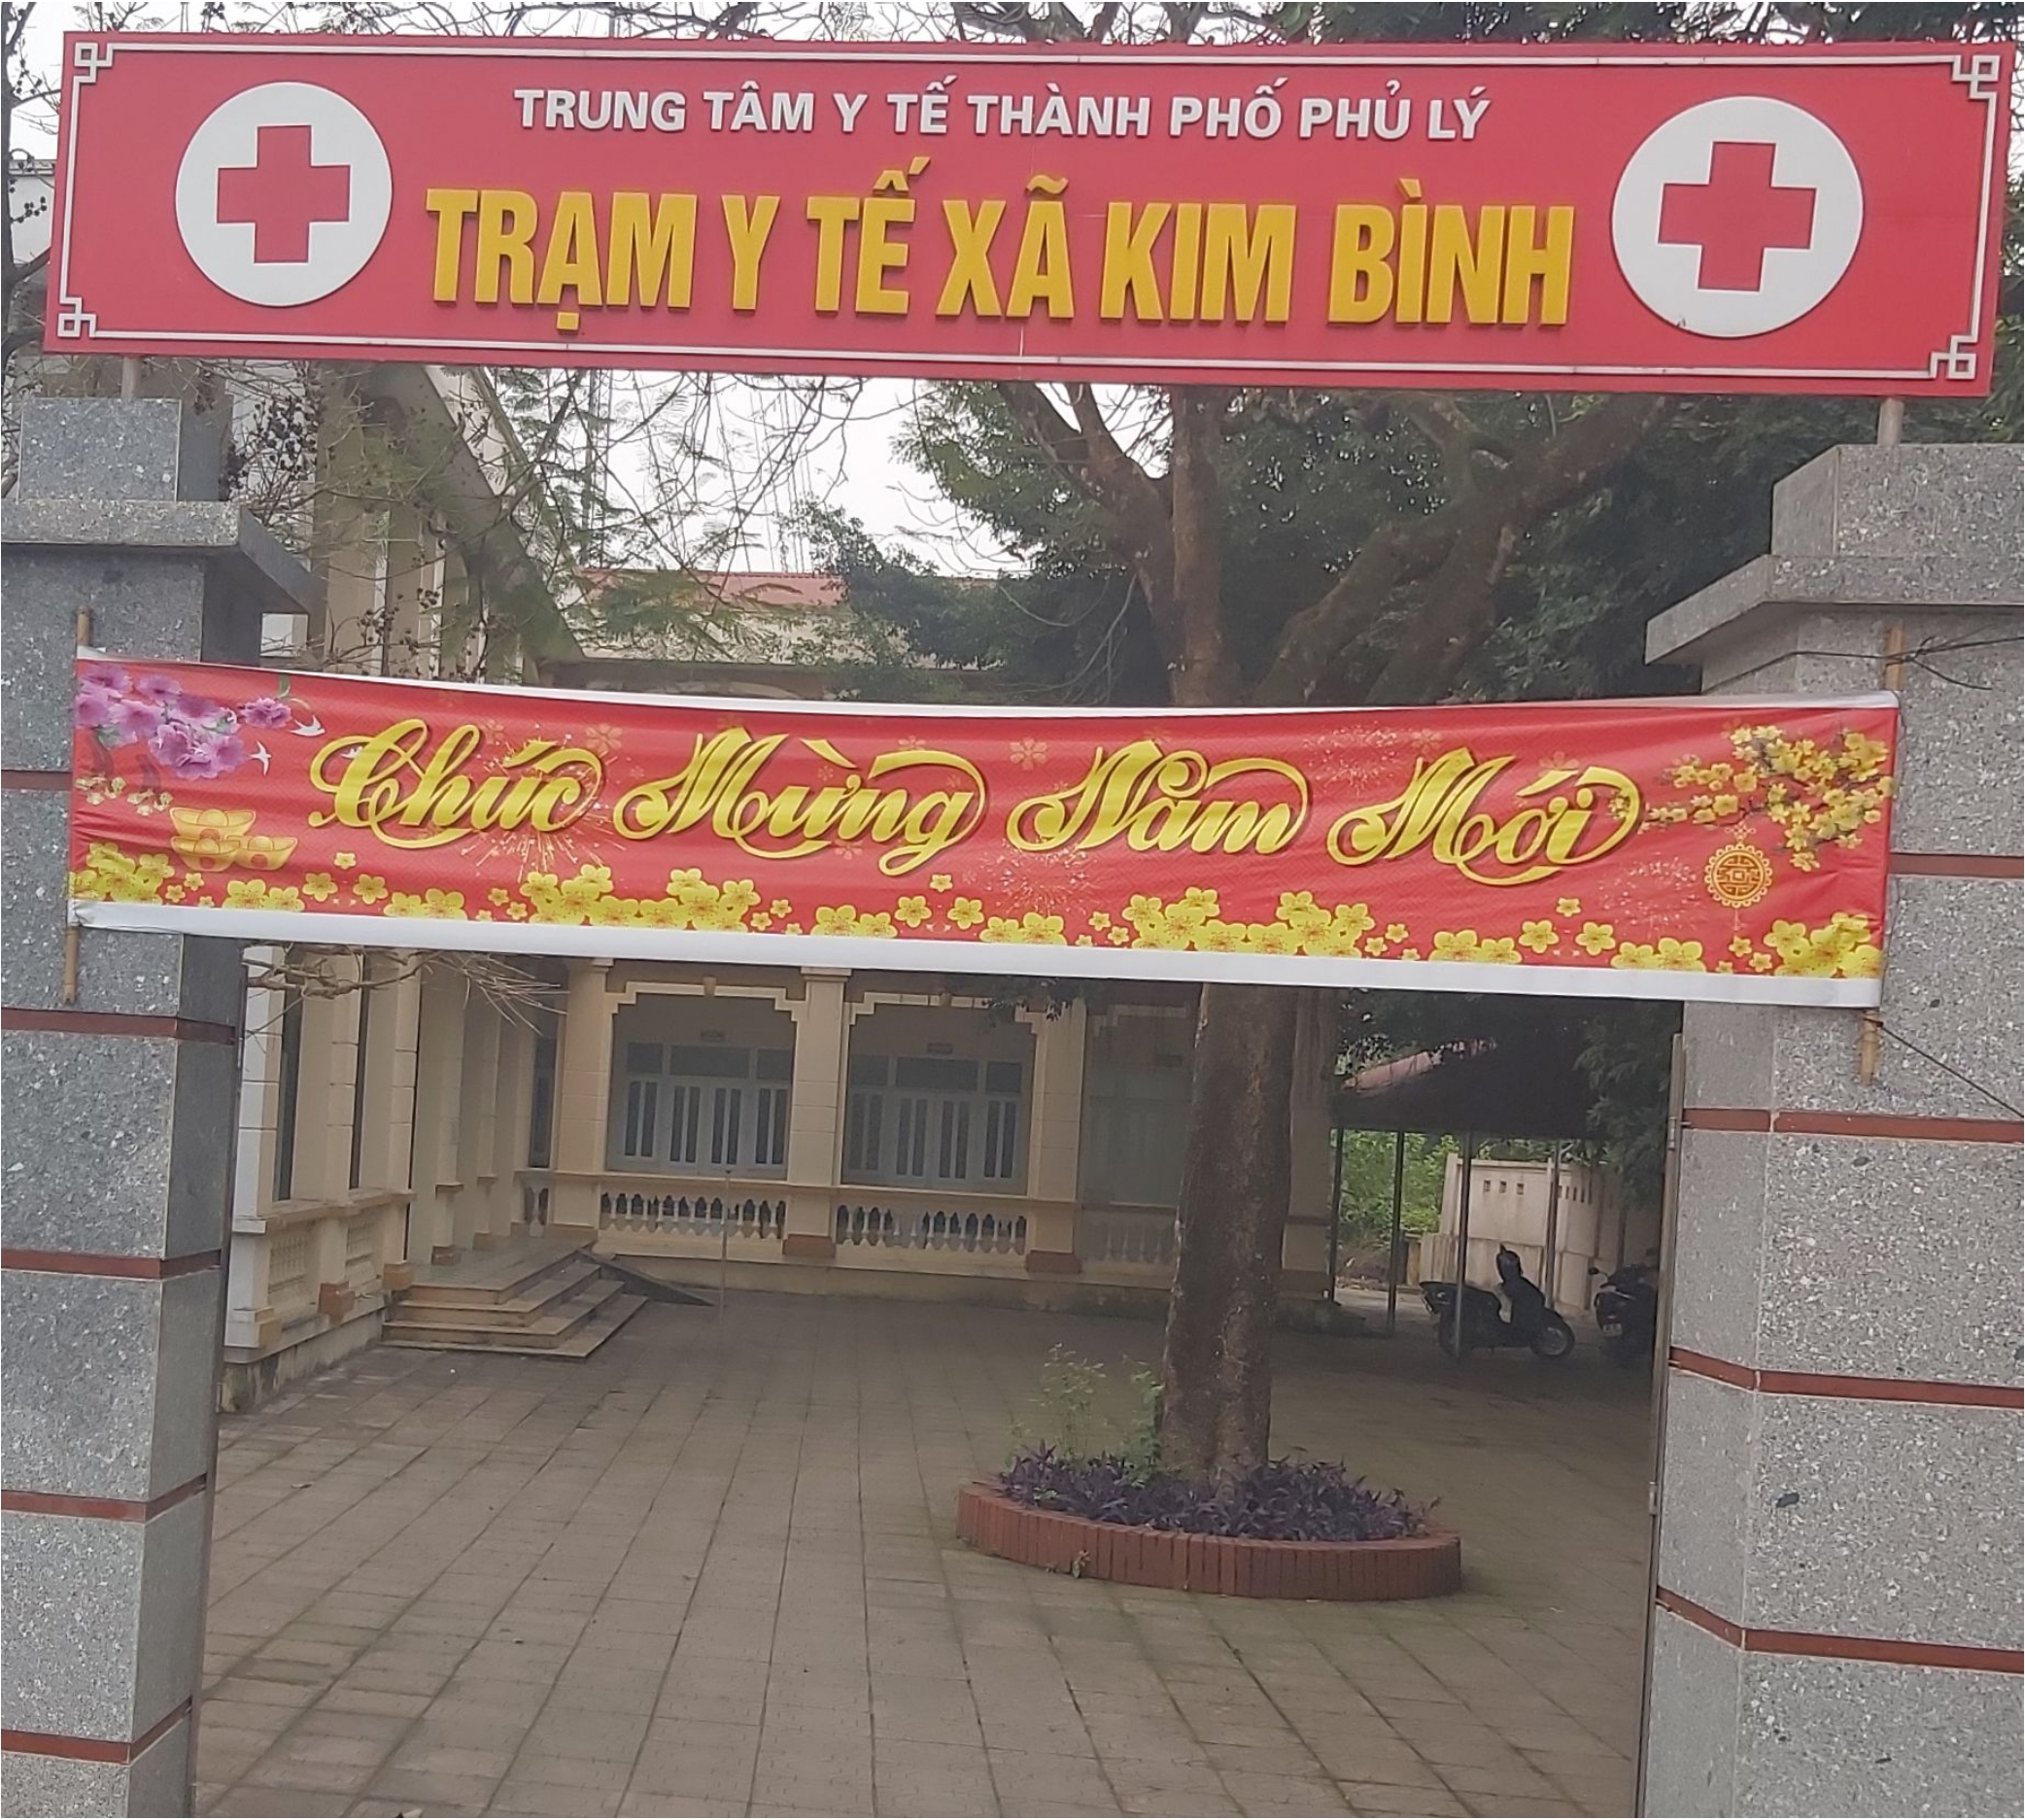 TRUNG TÂM Y TẾ THÀNH PHỐ PHỦ LÝ
TRẠM Y TẾ XÃ KIM BÌNH
Chúc Mừng Năm Mới